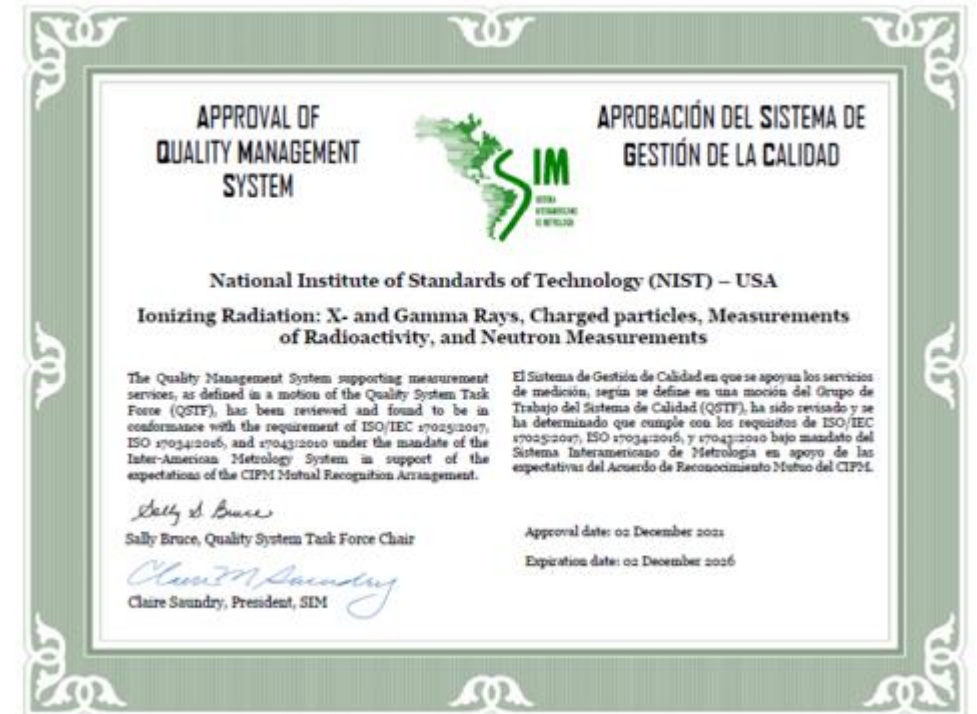 APPROVAL OF
QUALITY MANAGEMENT
SYSTEM
SIM
SISTEMA
INTERAMERICANO
DE METROLOGÍA
APROBACIÓN DEL SISTEMA DE
GESTIÓN DE LA CALIDAD
National Institute of Standards of Technology (NIST) – USA
Ionizing Radiation: X- and Gamma Rays, Charged particles, Measurements
of Radioactivity, and Neutron Measurements
The Quality Management System supporting measurement
services, as defined in a motion of the Quality System Task
Force (QSTF), has been reviewed and found to be in
conformance with the requirement of ISO/IEC 17025:2017,
ISO 17034:2016, and 17043:2010 under the mandate of the
Inter-American Metrology System in support of the
expectations of the CIPM Mutual Recognition Arrangement.
El Sistema de Gestión de Calidad en que se apoyan los servicios
de medición, según se define en una moción del Grupo de
Trabajo del Sistema de Calidad (QSTF), ha sido revisado y se
ha determinado que cumple con los requisitos de ISO/IEC
17025:2017, ISO 17034:2016, y 17043:2010 bajo mandato del
Sistema Interamericano de Metrología en apoyo de las
expectativas del Acuerdo de Reconocimiento Mutuo del CIPM.
Sally S. Bruce
Sally Bruce, Quality System Task Force Chair
Claire M Saundry
Claire Saundry, President, SIM
Approval date: 02 December 2021
Expiration date: 02 December 2026